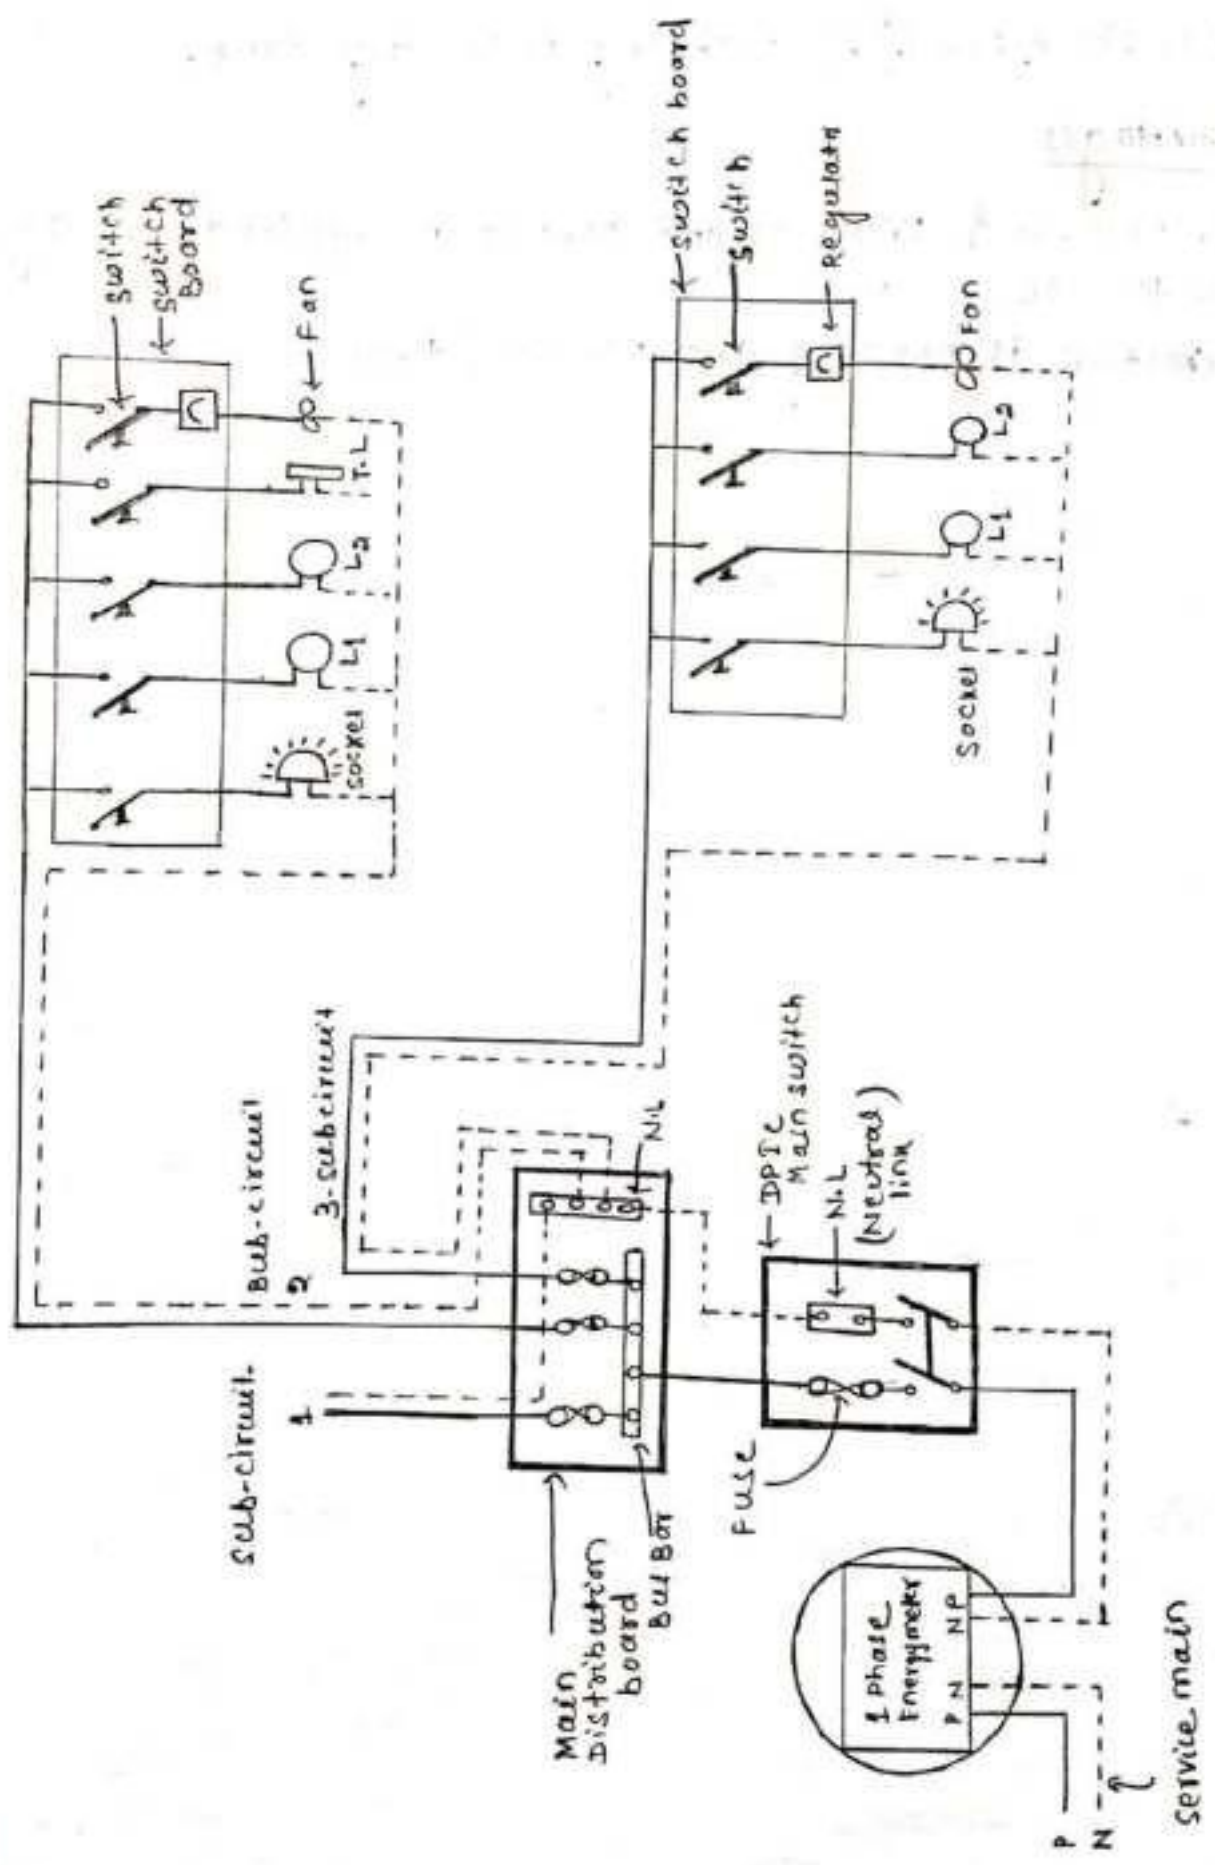 switch
switch
Board
Fan
T.L
L2
L1
socket
switch board
switch
Regulator
Fan
L2
L1
Socket
Sub-circuit.
1
Bub-circuit
2
3-subcircuit
N.L
Main
Distribution
board
Bus Bar
DPIC
Main switch
N.L
(Neutral)
link
Fuse
1 phase
Energymeter
P N N P
P
N
service main